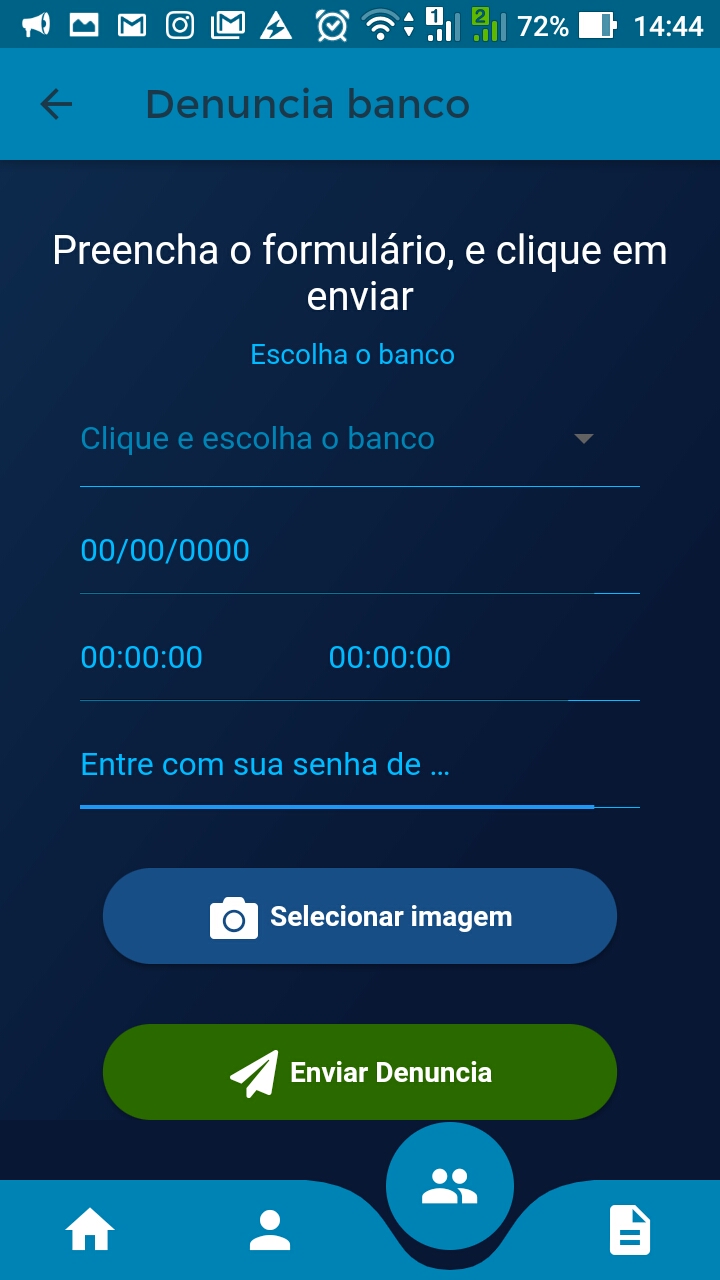 1 2 72% 14:44
Denuncia banco
Preencha o formulário, e clique em
enviar
Escolha o banco
Clique e escolha o banco
00/00/0000
00:00:00 00:00:00
Entre com sua senha de ...
Selecionar imagem
Enviar Denuncia